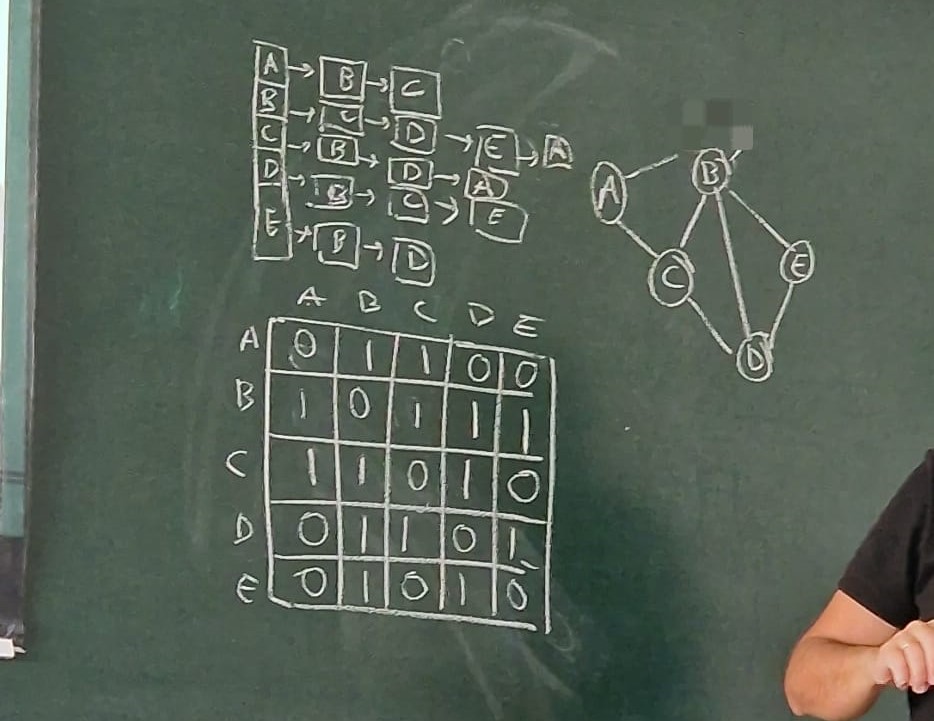 A → B → C
B → C → D → E → A
C → B → D → A
D → B → C → E
E → B → D
A B C D E
A 0 1 1 0 0
B 1 0 1 1 1
C 1 1 0 1 0
D 0 1 1 0 1
E 0 1 0 1 0
A B
C E
D